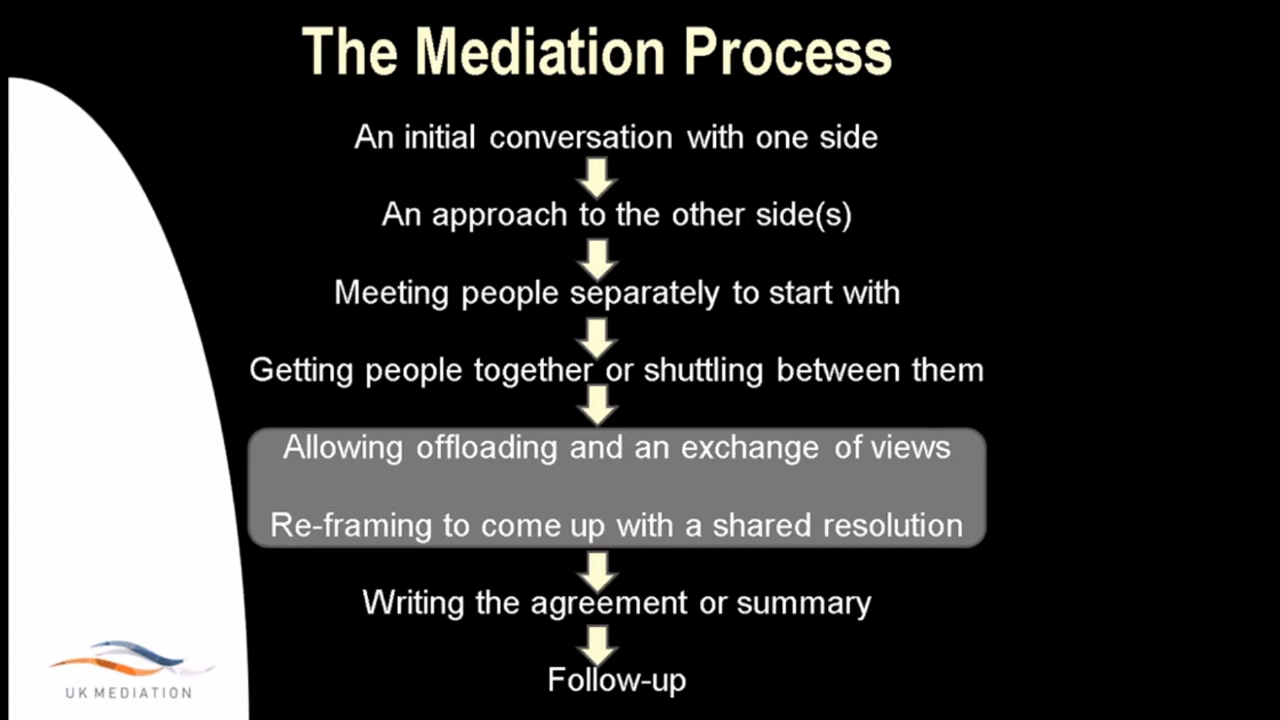 The Mediation Process
An initial conversation with one side
An approach to the other side(s)
Meeting people separately to start with
Getting people together or shuttling between them
Allowing offloading and an exchange of views
Re-framing to come up with a shared resolution
Writing the agreement or summary
Follow-up
UK MEDIATION